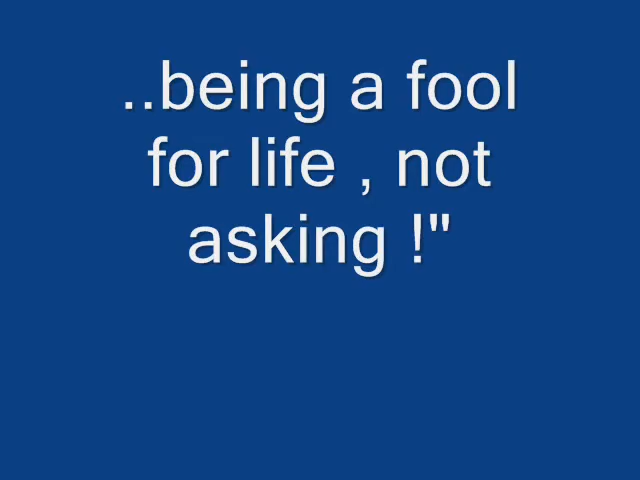 ..being a fool
for life , not
asking !"